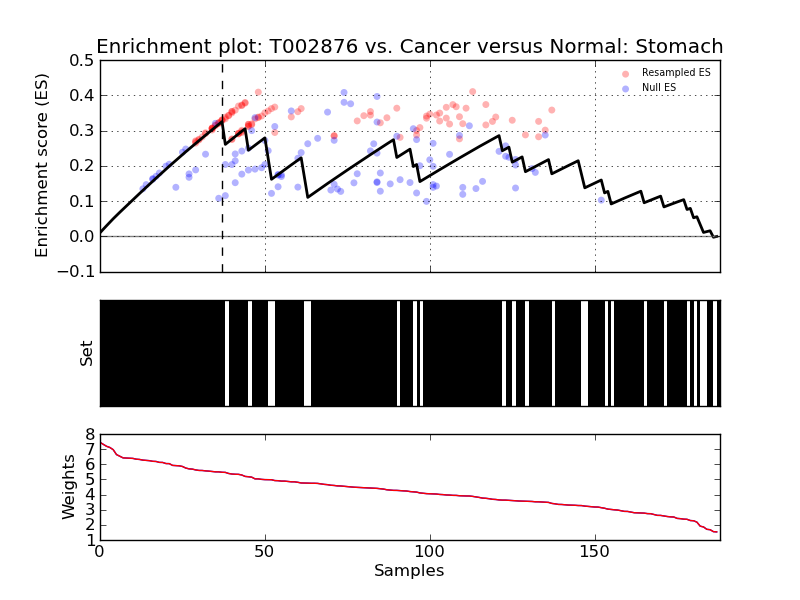 Enrichment plot: T002876 vs. Cancer versus Normal: Stomach
0.5
0.4
0.3
0.2
0.1
0.0
−0.1
Enrichment score (ES)
Resampled ES
Null ES
Set
8
7
6
5
4
3
2
1
Weights
0
50
100
150
Samples